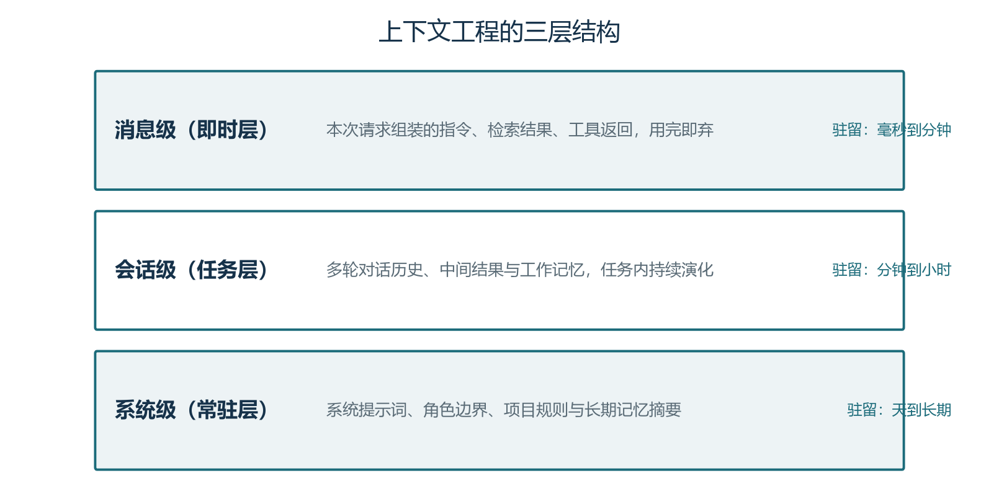 上下文工程的三层结构
消息级（即时层） 本次请求组装的指令、检索结果、工具返回，用完即弃 驻留：毫秒到分钟
会话级（任务层） 多轮对话历史、中间结果与工作记忆，任务内持续演化 驻留：分钟到小时
系统级（常驻层） 系统提示词、角色边界、项目规则与长期记忆摘要 驻留：天到长期